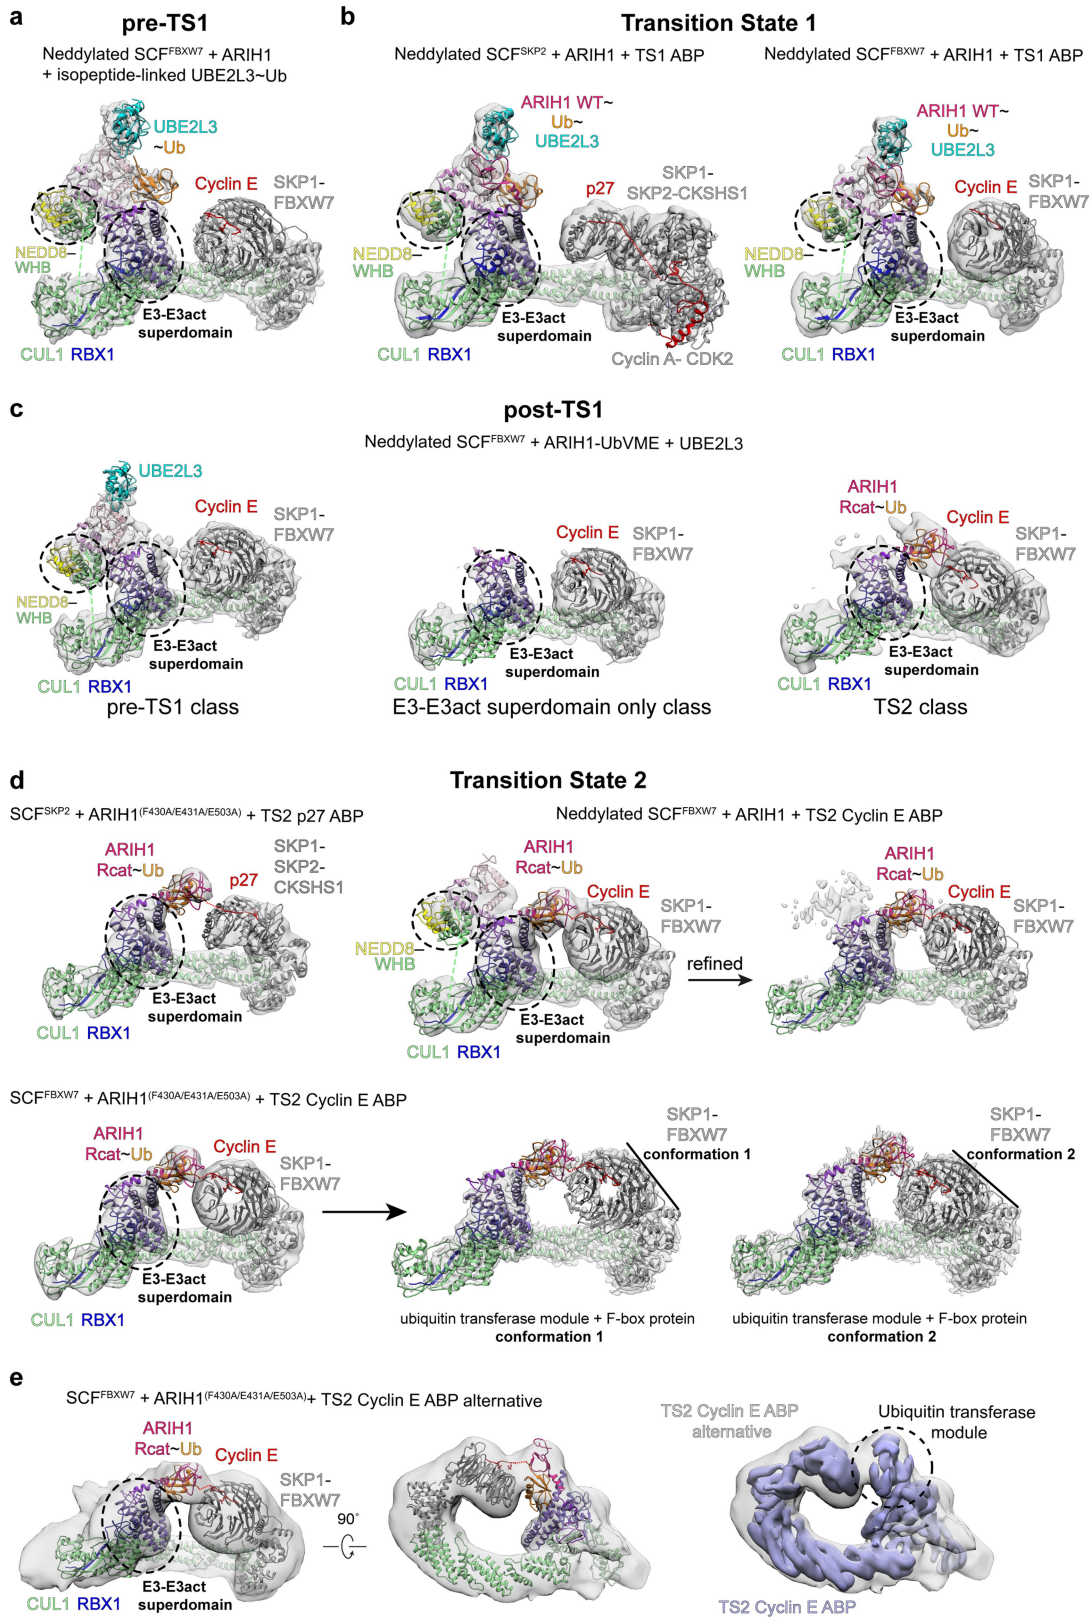 a
pre-TS1
Neddylated SCF^FBXW7 + ARIH1
+ isopeptide-linked UBE2L3~Ub
UBE2L3
~Ub
Cyclin E
SKP1-
FBXW7
NEDD8–
WHB
E3-E3act
superdomain
CUL1 RBX1
b
Transition State 1
Neddylated SCF^SKP2 + ARIH1 + TS1 ABP
ARIH1 WT~
Ub~
UBE2L3
p27
SKP1-
SKP2-CKSHS1
NEDD8–
WHB
E3-E3act
superdomain
Cyclin A- CDK2
CUL1 RBX1
Neddylated SCF^FBXW7 + ARIH1 + TS1 ABP
ARIH1 WT~
Ub~
UBE2L3
Cyclin E
SKP1-
FBXW7
NEDD8–
WHB
E3-E3act
superdomain
CUL1 RBX1
c
post-TS1
Neddylated SCF^FBXW7 + ARIH1-UbVME + UBE2L3
UBE2L3
Cyclin E
SKP1-
FBXW7
NEDD8–
WHB
E3-E3act
superdomain
CUL1 RBX1
pre-TS1 class
Cyclin E
SKP1-
FBXW7
E3-E3act
superdomain
CUL1 RBX1
E3-E3act superdomain only class
ARIH1
Rcat~Ub
Cyclin E
SKP1-
FBXW7
E3-E3act
superdomain
CUL1 RBX1
TS2 class
d
Transition State 2
SCF^SKP2 + ARIH1^(F430A/E431A/E503A) + TS2 p27 ABP
ARIH1
Rcat~Ub
p27
SKP1-
SKP2-
CKSHS1
E3-E3act
superdomain
CUL1 RBX1
Neddylated SCF^FBXW7 + ARIH1 + TS2 Cyclin E ABP
ARIH1
Rcat~Ub
Cyclin E
SKP1-
FBXW7
NEDD8–
WHB
E3-E3act
superdomain
CUL1 RBX1
refined
ARIH1
Rcat~Ub
Cyclin E
SKP1-
FBXW7
SCF^FBXW7 + ARIH1^(F430A/E431A/E503A) + TS2 Cyclin E ABP
ARIH1
Rcat~Ub
Cyclin E
SKP1-
FBXW7
E3-E3act
superdomain
CUL1 RBX1
SKP1-
FBXW7
conformation 1
ubiquitin transferase module + F-box protein
conformation 1
SKP1-
FBXW7
conformation 2
ubiquitin transferase module + F-box protein
conformation 2
e
SCF^FBXW7 + ARIH1^(F430A/E431A/E503A)+ TS2 Cyclin E ABP alternative
ARIH1
Rcat~Ub
Cyclin E
SKP1-
FBXW7
E3-E3act
superdomain
CUL1 RBX1
90°
TS2 Cyclin E ABP
alternative
Ubiquitin transferase
module
TS2 Cyclin E ABP